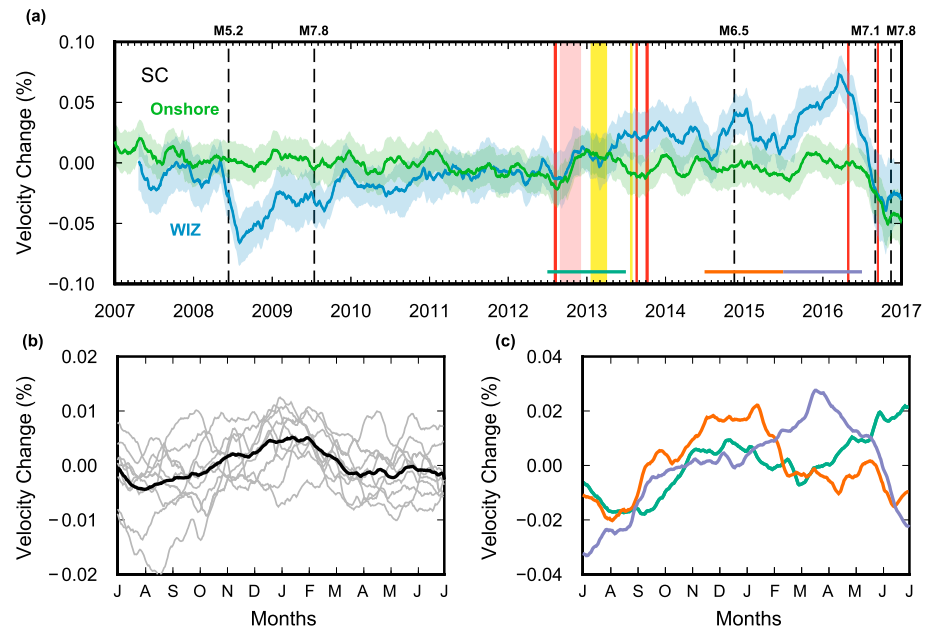 (a)
M5.2 M7.8 M6.5 M7.1 M7.8
0.10
SC
Onshore
0.05
0.00
WIZ
−0.05
−0.10
Velocity Change (%)
2007 2008 2009 2010 2011 2012 2013 2014 2015 2016 2017
(b)
0.02
0.01
0.00
−0.01
−0.02
Velocity Change (%)
J A S O N D J F M A M J J
Months
(c)
0.04
0.02
0.00
−0.02
−0.04
Velocity Change (%)
J A S O N D J F M A M J J
Months